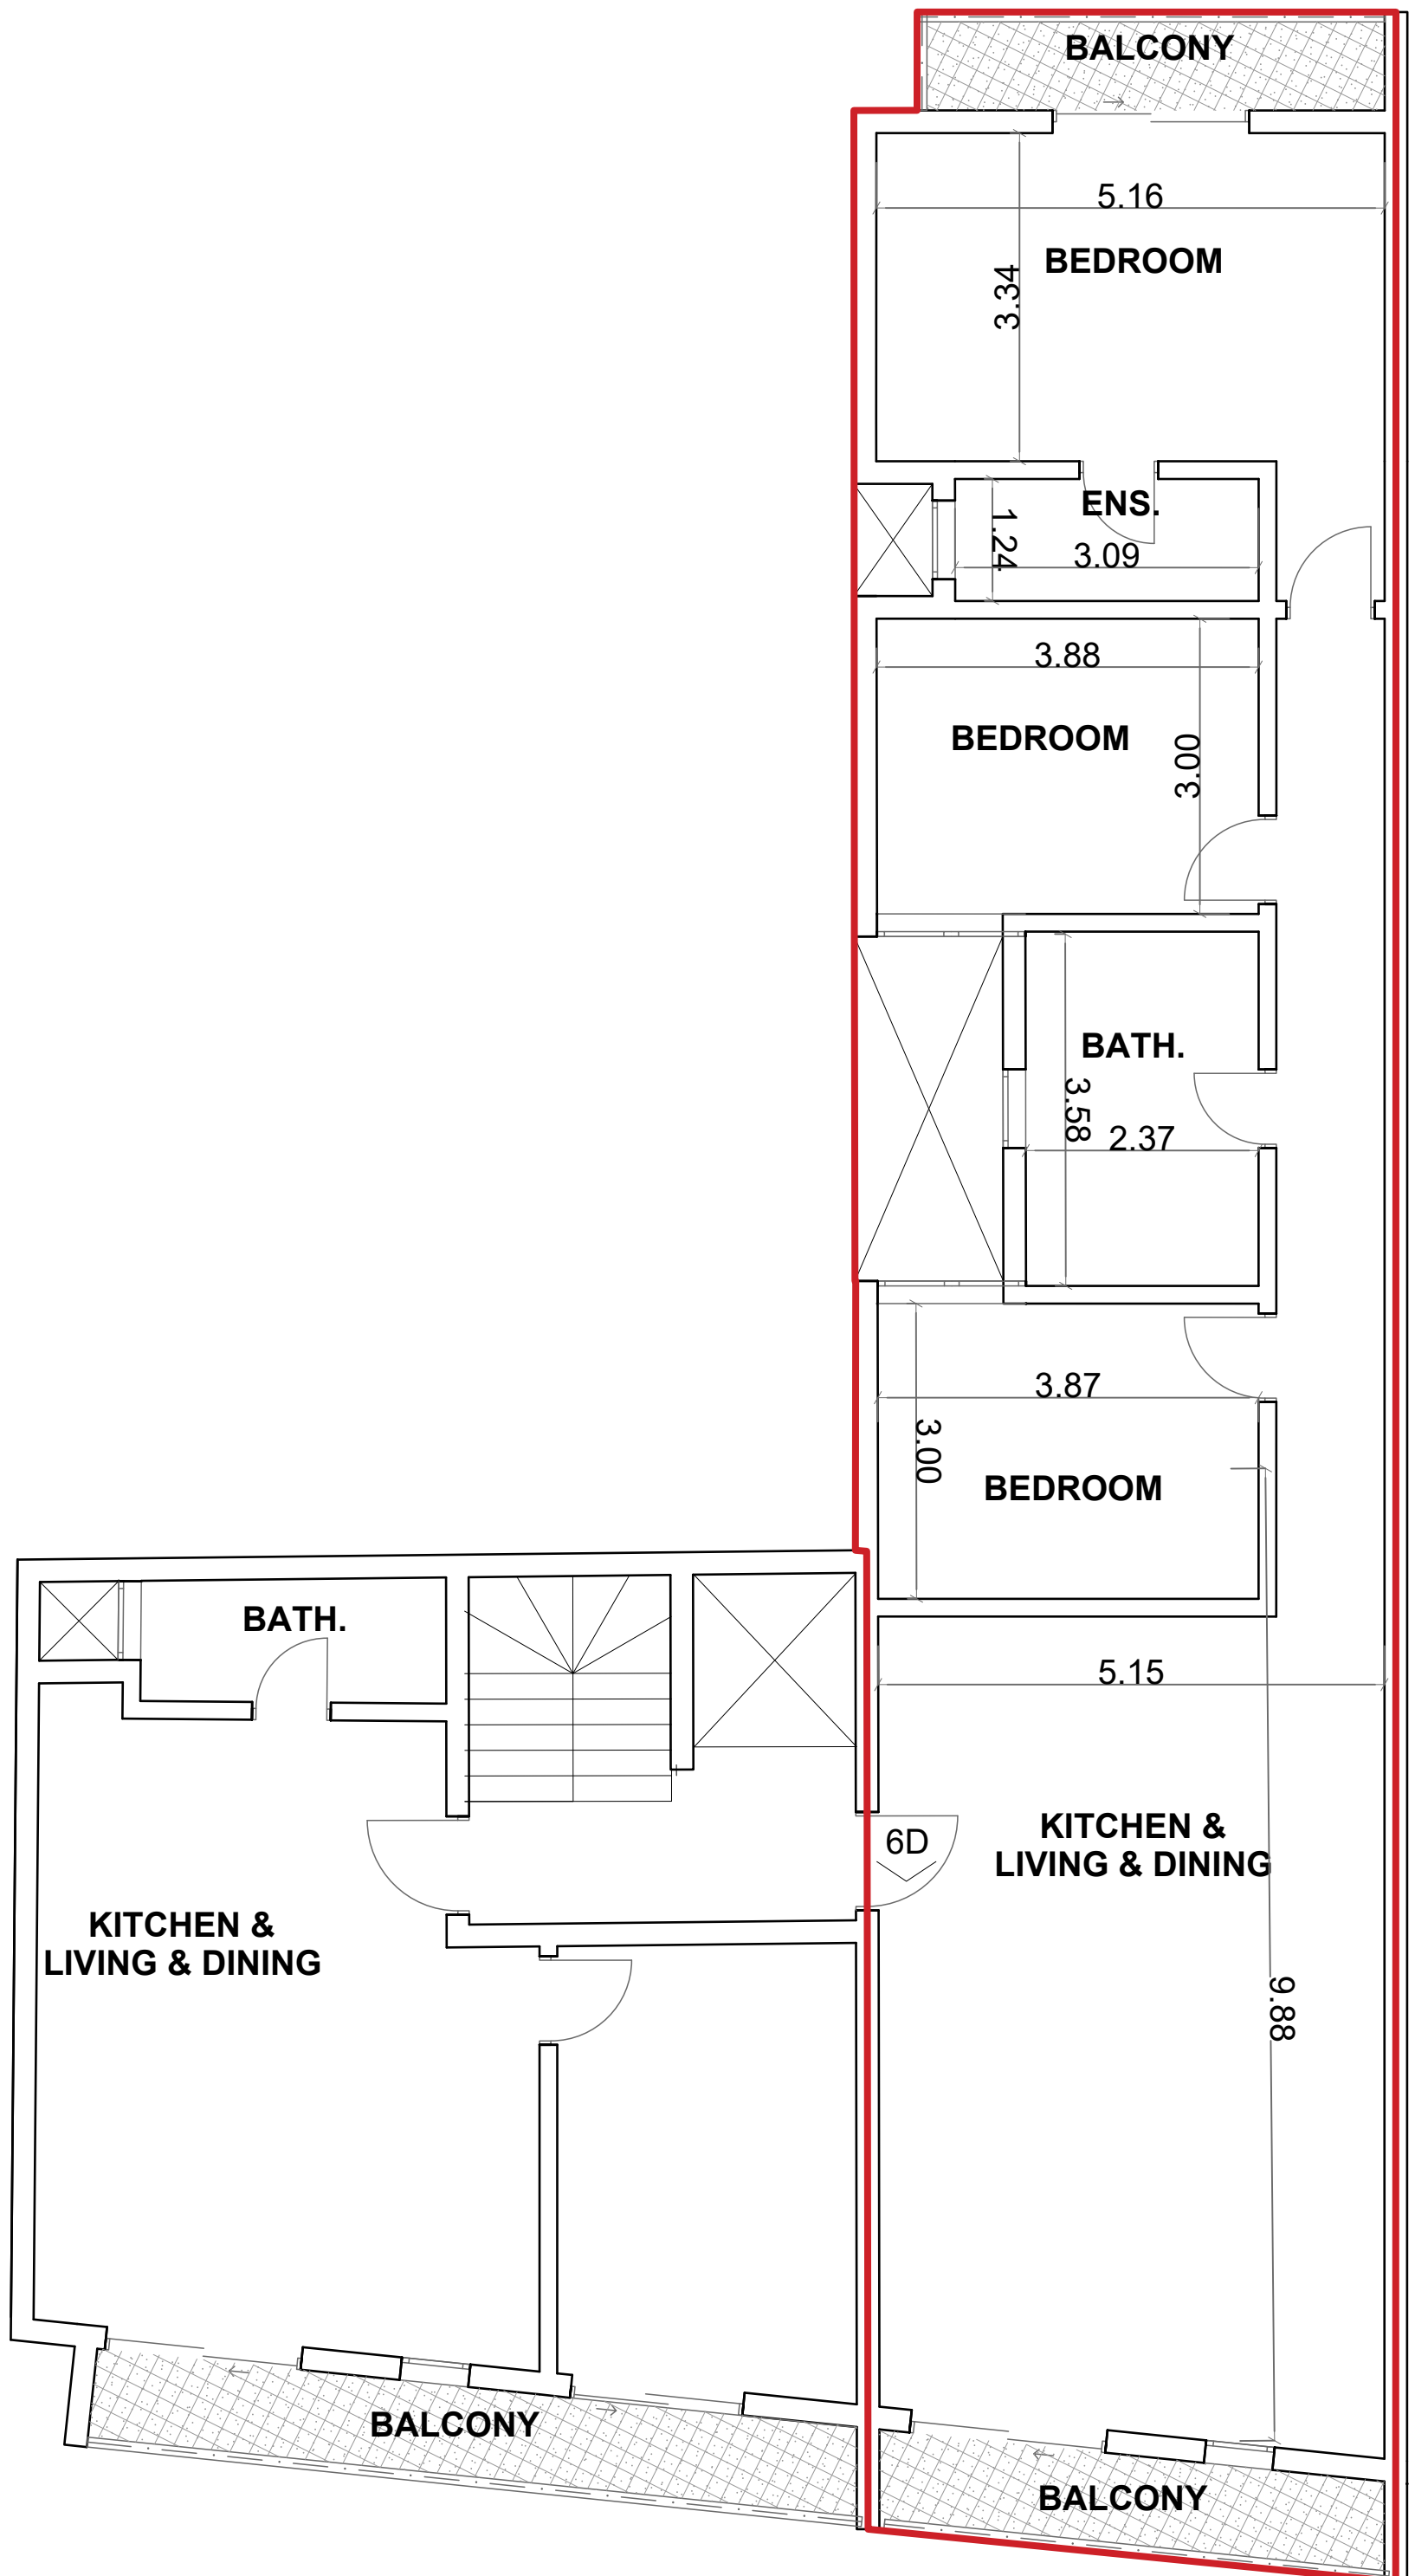 BALCONY
5.16
BEDROOM
3.34
ENS.
1.24
3.09
3.88
BEDROOM
3.00
BATH.
3.58
2.37
3.87
3.00
BEDROOM
BATH.
5.15
KITCHEN &
LIVING & DINING
6D
KITCHEN &
LIVING & DINING
9.88
BALCONY
BALCONY